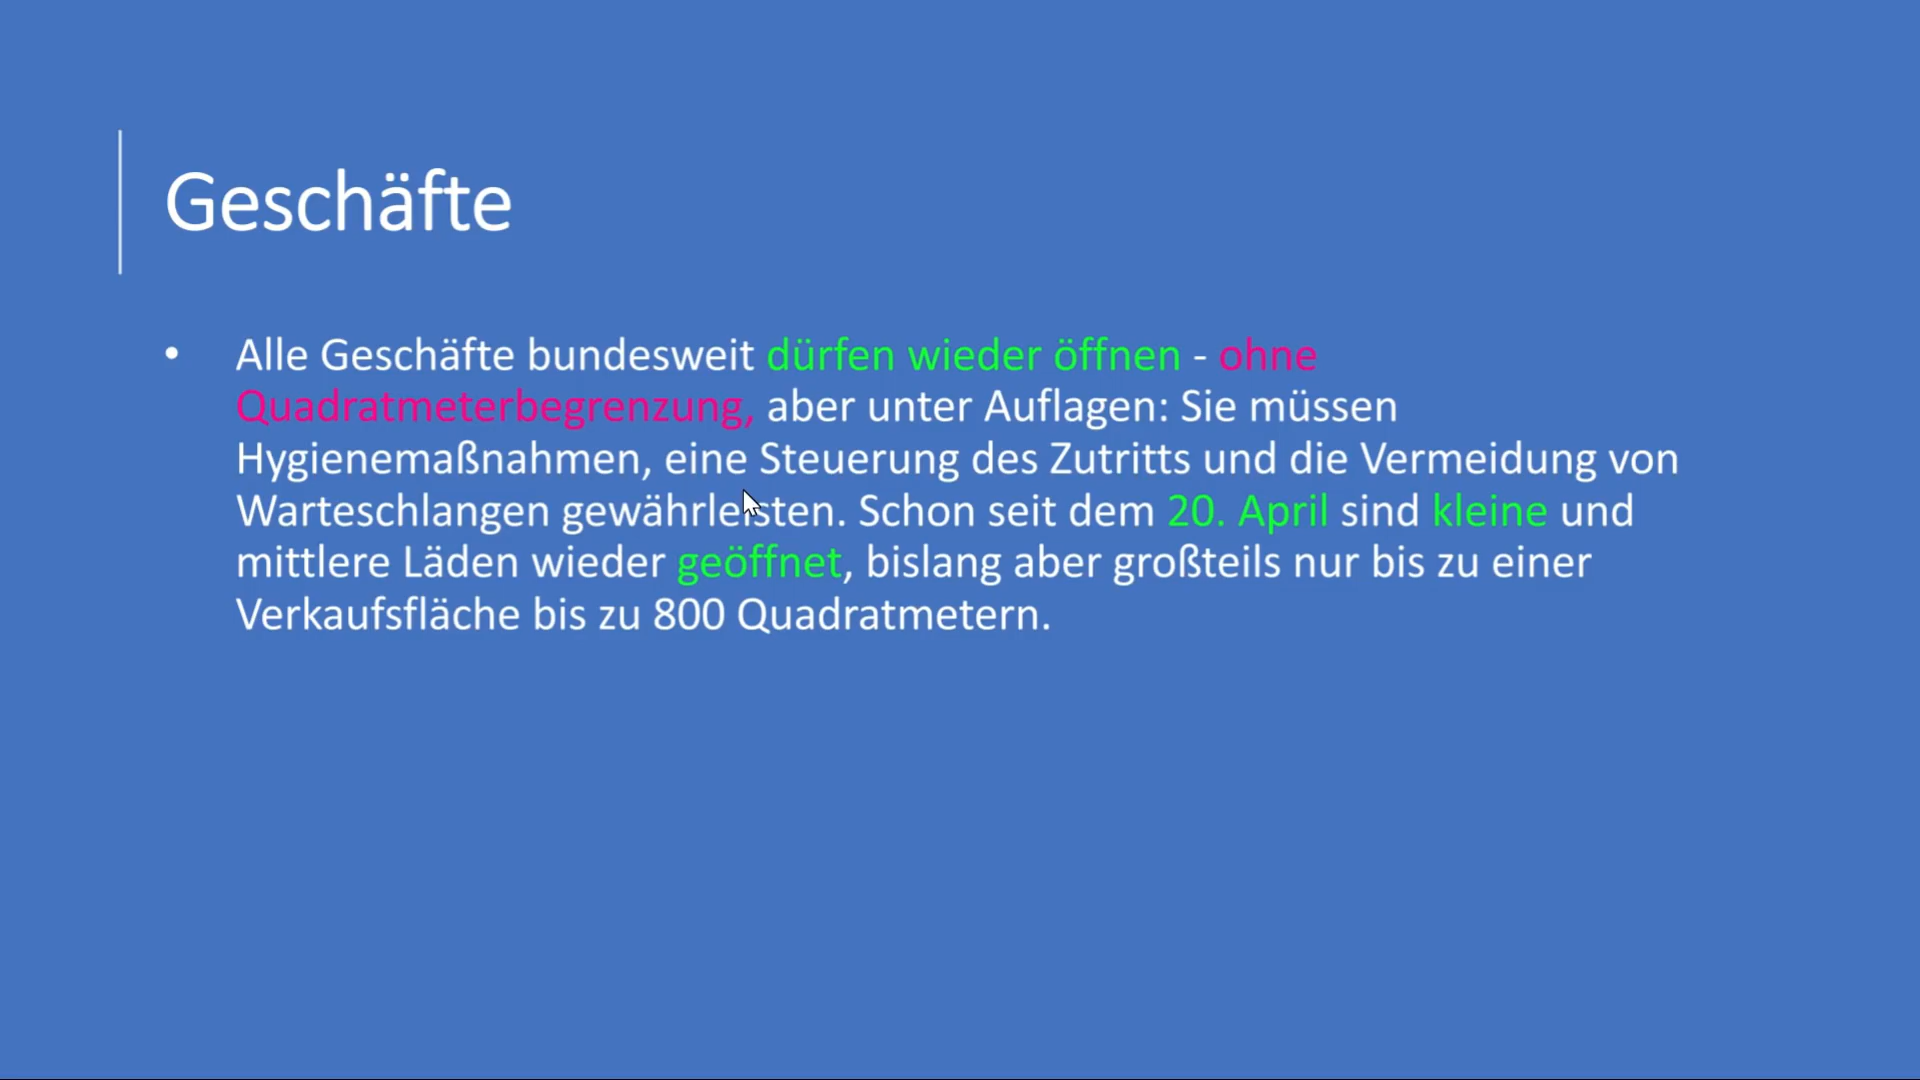 Geschäfte
• Alle Geschäfte bundesweit dürfen wieder öffnen - ohne
Quadratmeterbegrenzung, aber unter Auflagen: Sie müssen
Hygienemaßnahmen, eine Steuerung des Zutritts und die Vermeidung von
Warteschlangen gewährleisten. Schon seit dem 20. April sind kleine und
mittlere Läden wieder geöffnet, bislang aber großteils nur bis zu einer
Verkaufsfläche bis zu 800 Quadratmetern.